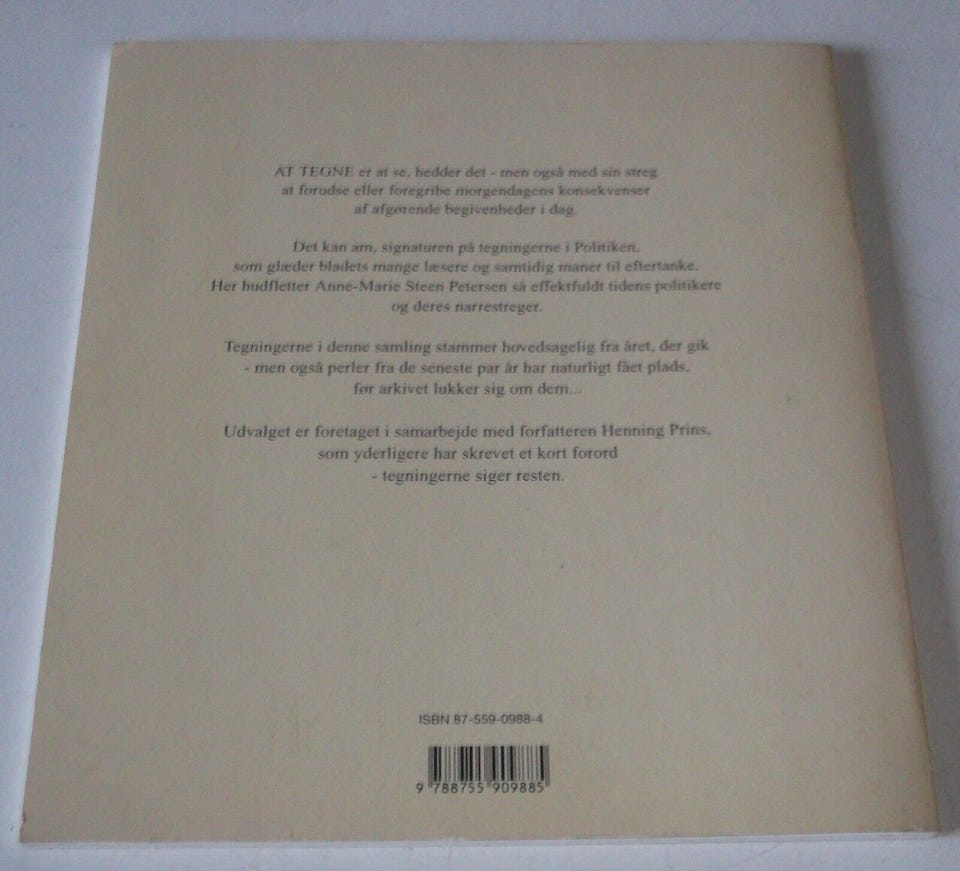 AT TEGNE er at se, hedder det - men også med sin streg
at forudse eller foregribe morgendagens konsekvenser
af afgørende begivenheder i dag.
Det kan am, signaturen på tegningerne i Politiken,
som glæder bladets mange læsere og samtidig maner til eftertanke.
Her hudfletter Anne-Marie Steen Petersen så effektfuldt tidens politikere
og deres narrestreger.
Tegningerne i denne samling stammer hovedsagelig fra året, der gik
- men også perler fra de seneste par år har naturligt fået plads,
før arkivet lukker sig om dem...
Udvalget er foretaget i samarbejde med forfatteren Henning Prins,
som yderligere har skrevet et kort forord
- tegningerne siger resten.
ISBN 87-559-0988-4
9 788755 909885